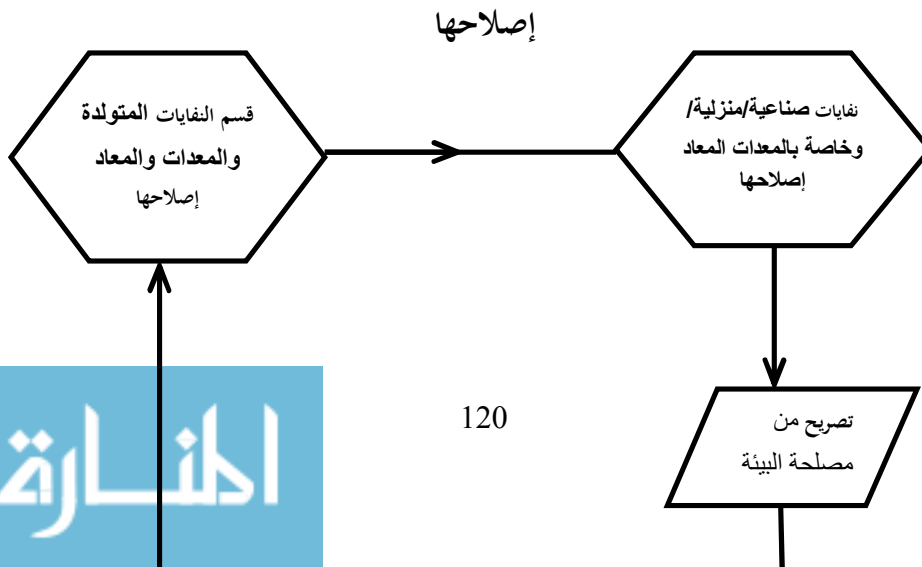 إصلاحها
نفايات صناعية/منزلية/
وخاصة بالمعدات المعاد
إصلاحها
قسم النفايات المتولدة
والمعدات والمعاد
إصلاحها
تصريح من
مصلحة البيئة
120
المنارة